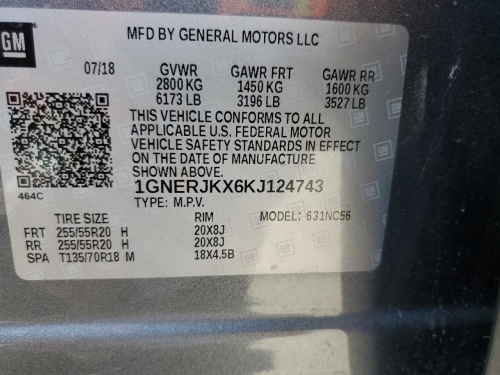 GM
MFD BY GENERAL MOTORS LLC
07/18 GVWR GAWR FRT GAWR RR
2800 KG 1450 KG 1600 KG
6173 LB 3196 LB 3527 LB
THIS VEHICLE CONFORMS TO ALL
APPLICABLE U.S. FEDERAL MOTOR
VEHICLE SAFETY STANDARDS IN EFFECT
ON THE DATE OF MANUFACTURE
SHOWN ABOVE.
464C 1GNERJKX6KJ124743
TYPE: M.P.V. MODEL: 631NC56
TIRE SIZE RIM
FRT 255/55R20 H 20X8J
RR 255/55R20 H 20X8J
SPA T135/70R18 M 18X4.5B